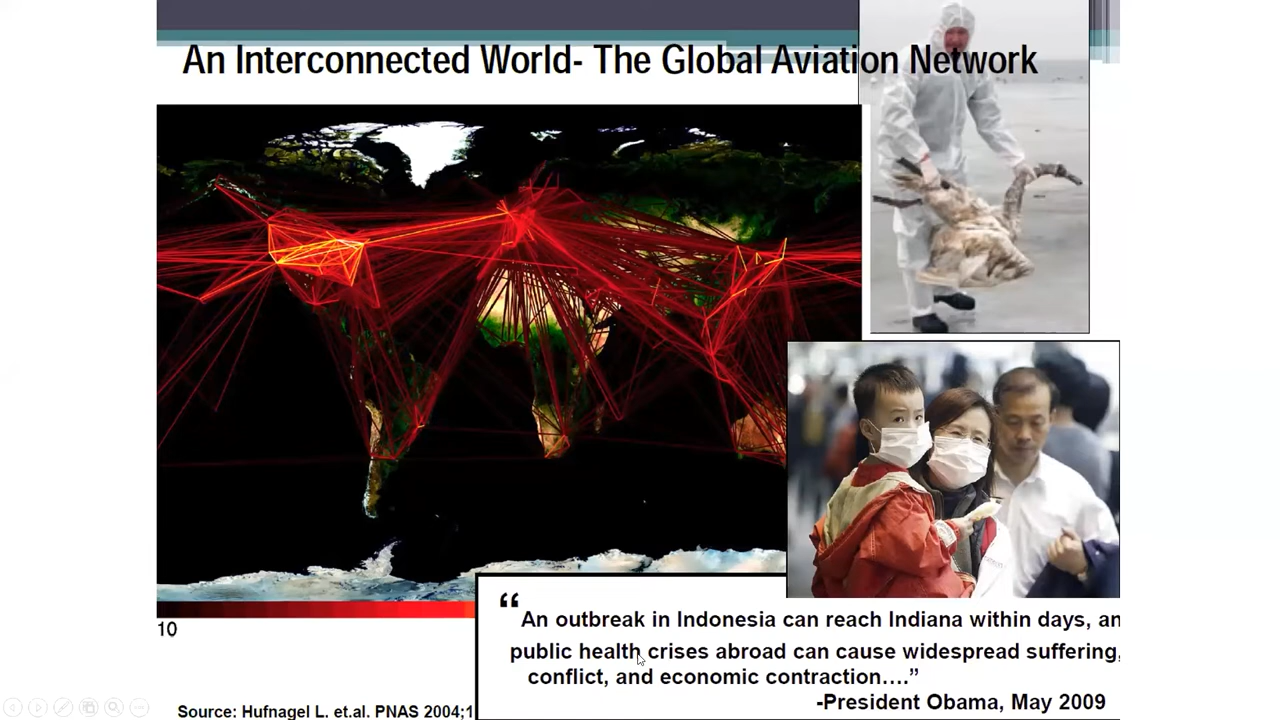 An Interconnected World- The Global Aviation Network
10
“
An outbreak in Indonesia can reach Indiana within days, an
public health crises abroad can cause widespread suffering,
conflict, and economic contraction….”
-President Obama, May 2009
Source: Hufnagel L. et.al. PNAS 2004;1